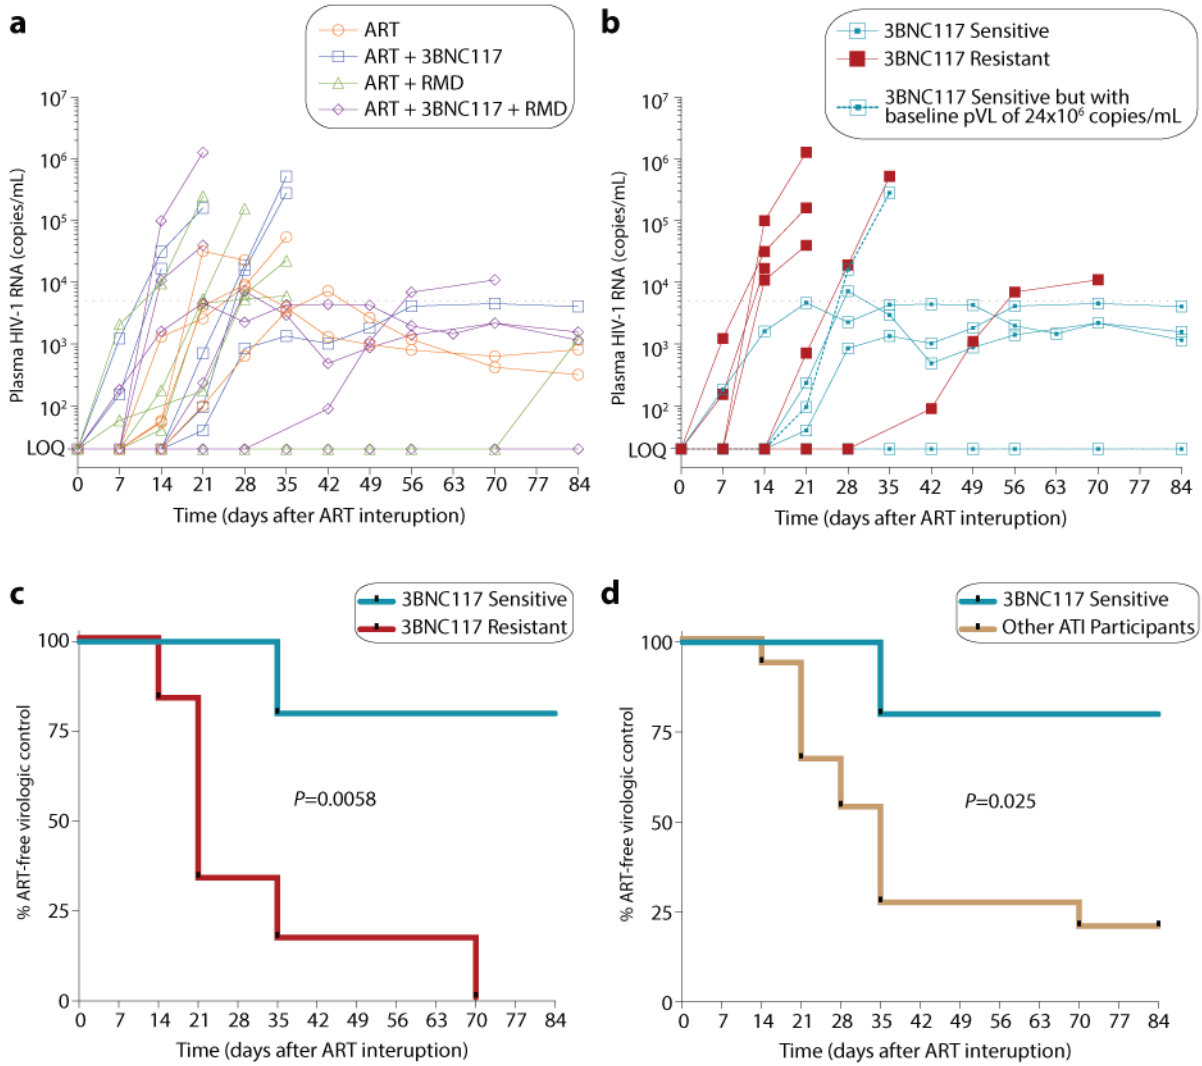 a
ART
ART + 3BNC117
ART + RMD
ART + 3BNC117 + RMD
Plasma HIV-1 RNA (copies/mL)
10⁷
10⁶
10⁵
10⁴
10³
10²
LOQ
0 7 14 21 28 35 42 49 56 63 70 77 84
Time (days after ART interuption)
b
3BNC117 Sensitive
3BNC117 Resistant
3BNC117 Sensitive but with
baseline pVL of 24x10⁶ copies/mL
Plasma HIV-1 RNA (copies/mL)
10⁷
10⁶
10⁵
10⁴
10³
10²
LOQ
0 7 14 21 28 35 42 49 56 63 70 77 84
Time (days after ART interuption)
c
3BNC117 Sensitive
3BNC117 Resistant
% ART-free virologic control
100
75
50
25
0
P=0.0058
0 7 14 21 28 35 42 49 56 63 70 77 84
Time (days after ART interuption)
d
3BNC117 Sensitive
Other ATI Participants
% ART-free virologic control
100
75
50
25
0
P=0.025
0 7 14 21 28 35 42 49 56 63 70 77 84
Time (days after ART interuption)